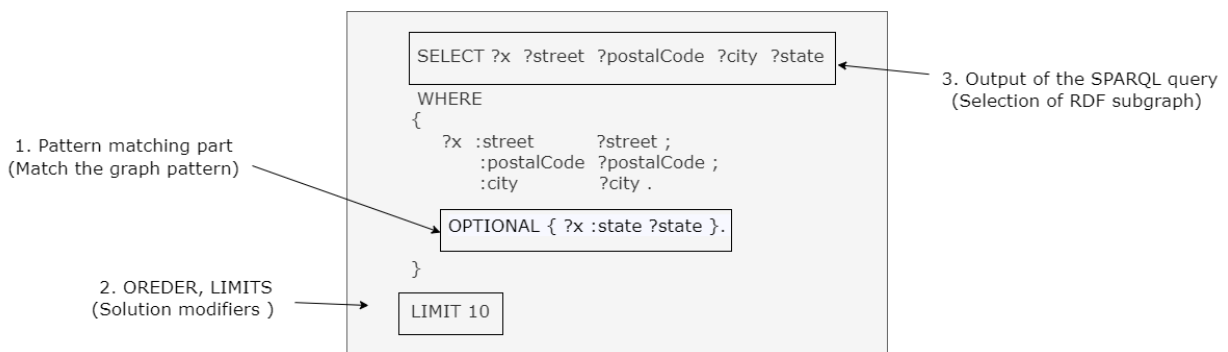 SELECT ?x ?street ?postalCode ?city ?state
3. Output of the SPARQL query
(Selection of RDF subgraph)
WHERE
{
?x :street ?street ;
:postalCode ?postalCode ;
:city ?city .
1. Pattern matching part
(Match the graph pattern)
OPTIONAL { ?x :state ?state }.
}
2. OREDER, LIMITS
(Solution modifiers )
LIMIT 10